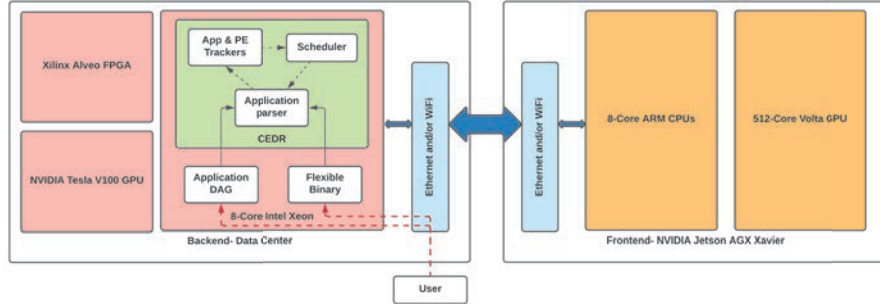 Xilinx Alveo FPGA
NVIDIA Tesla V100 GPU
App & PE
Trackers
Scheduler
Application
parser
CEDR
Application
DAG
Flexible
Binary
8-Core Intel Xeon
Backend- Data Center
Ethernet and/or WiFi
Ethernet and/or WiFi
8-Core ARM CPUs
512-Core Volta GPU
Frontend- NVIDIA Jetson AGX Xavier
User